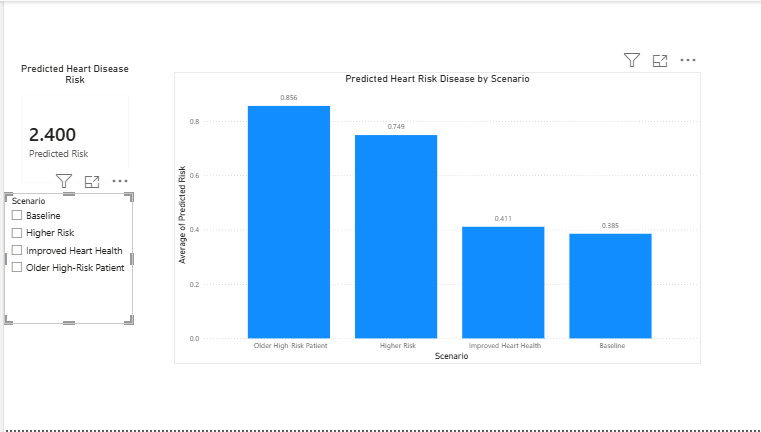 Predicted Heart Disease
Risk
2.400
Predicted Risk
Scenario
Baseline
Higher Risk
Improved Heart Health
Older High-Risk Patient
Predicted Heart Risk Disease by Scenario
Average of Predicted Risk
0.8
0.6
0.4
0.2
0.0
0.856
0.749
0.411
0.385
Older High-Risk Patient
Higher Risk
Improved Heart Health
Baseline
Scenario